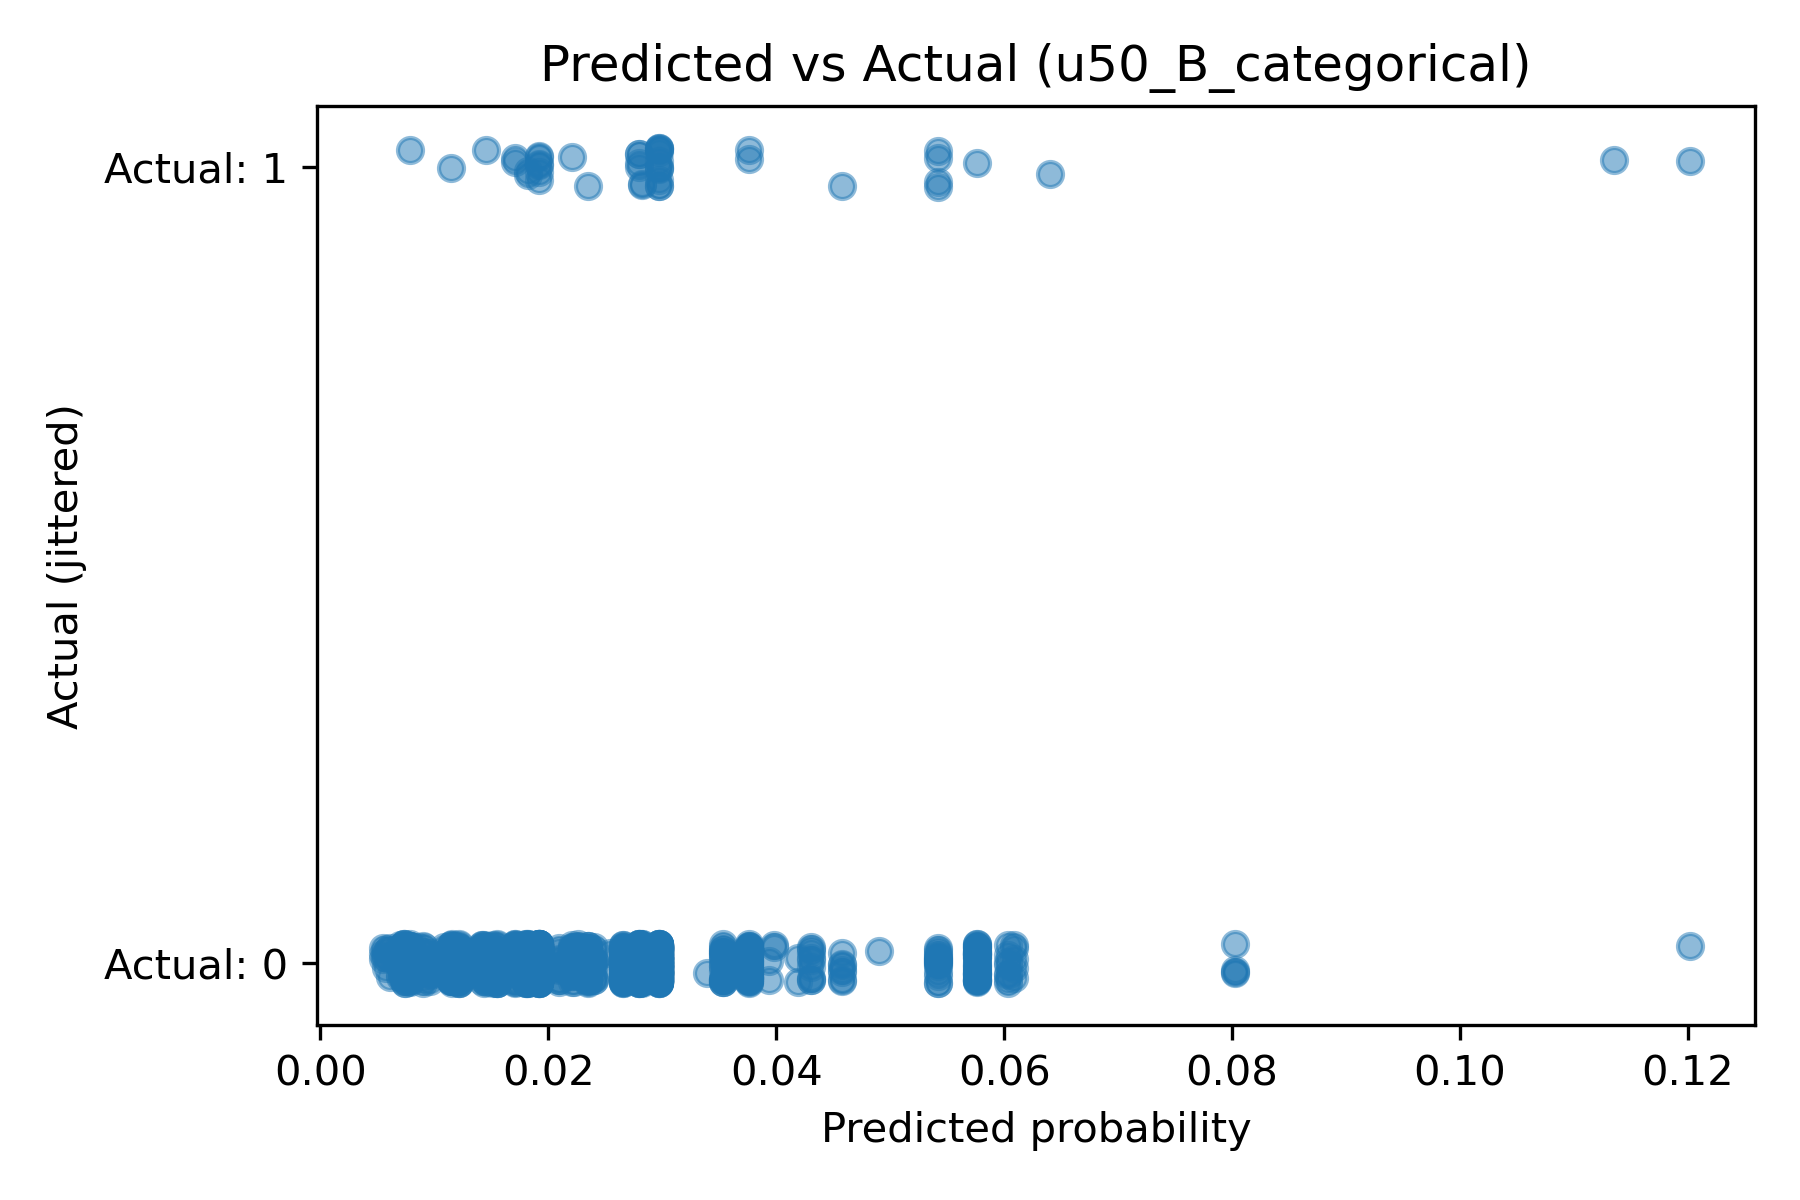 Predicted vs Actual (u50_B_categorical)
Actual: 1
Actual (jittered)
Actual: 0
0.00 0.02 0.04 0.06 0.08 0.10 0.12
Predicted probability